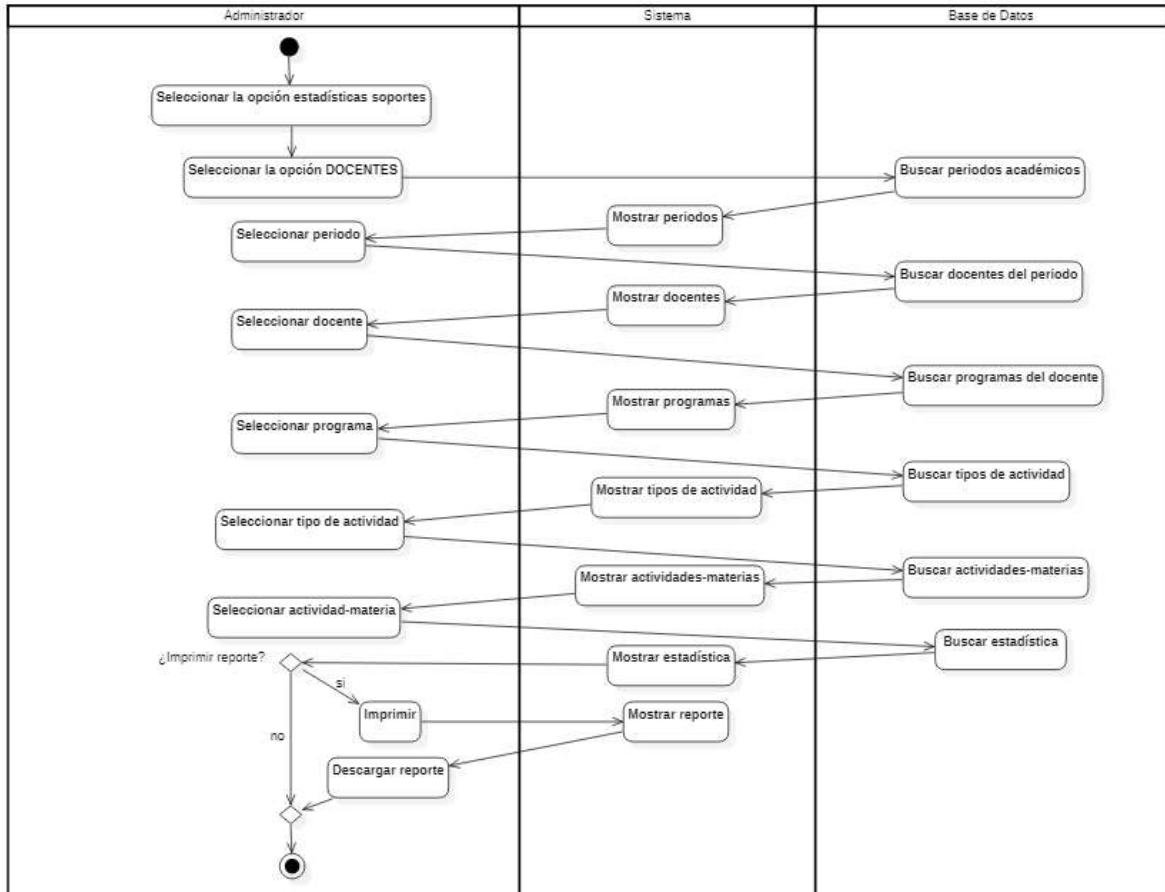 Administrador
Sistema
Base de Datos
Seleccionar la opción estadísticas soportes
Seleccionar la opción DOCENTES
Buscar periodos académicos
Mostrar periodos
Seleccionar periodo
Buscar docentes del periodo
Mostrar docentes
Seleccionar docente
Buscar programas del docente
Mostrar programas
Seleccionar programa
Buscar tipos de actividad
Mostrar tipos de actividad
Seleccionar tipo de actividad
Buscar actividades-materias
Mostrar actividades-materias
Seleccionar actividad-materia
Buscar estadística
Mostrar estadística
¿Imprimir reporte?
si
Imprimir
Mostrar reporte
no
Descargar reporte